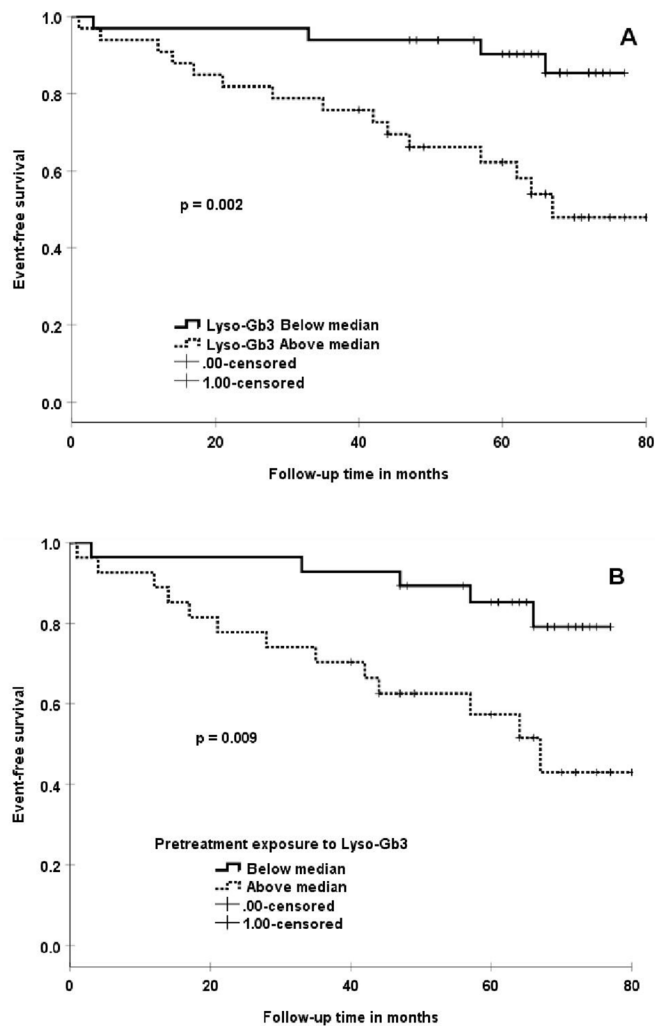 1.0
A
0.8
0.6
p = 0.002
0.4
Lyso-Gb3 Below median
0.2
Lyso-Gb3 Above median
.00-censored
1.00-censored
0.0
0 20 40 60 80
Event-free survival
Follow-up time in months
1.0
B
0.8
0.6
p = 0.009
0.4
Pretreatment exposure to Lyso-Gb3
0.2
Below median
Above median
.00-censored
1.00-censored
0.0
0 20 40 60 80
Event-free survival
Follow-up time in months